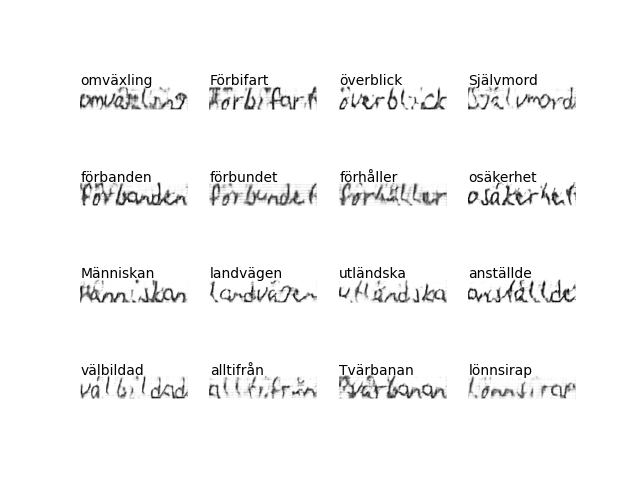 omväxling Förbifart överblick Självmord
omväxling Förbifart överblick Självmord
förbanden förbundet förhåller osäkerhet
förbanden förbundet förhåller osäkerhet
Människan landvägen utländska anställde
Människan landvägen utländska anställde
välbildad alltifrån Tvärbanan lönnsirap
välbildad alltifrån Tvärbanan lönnsirap